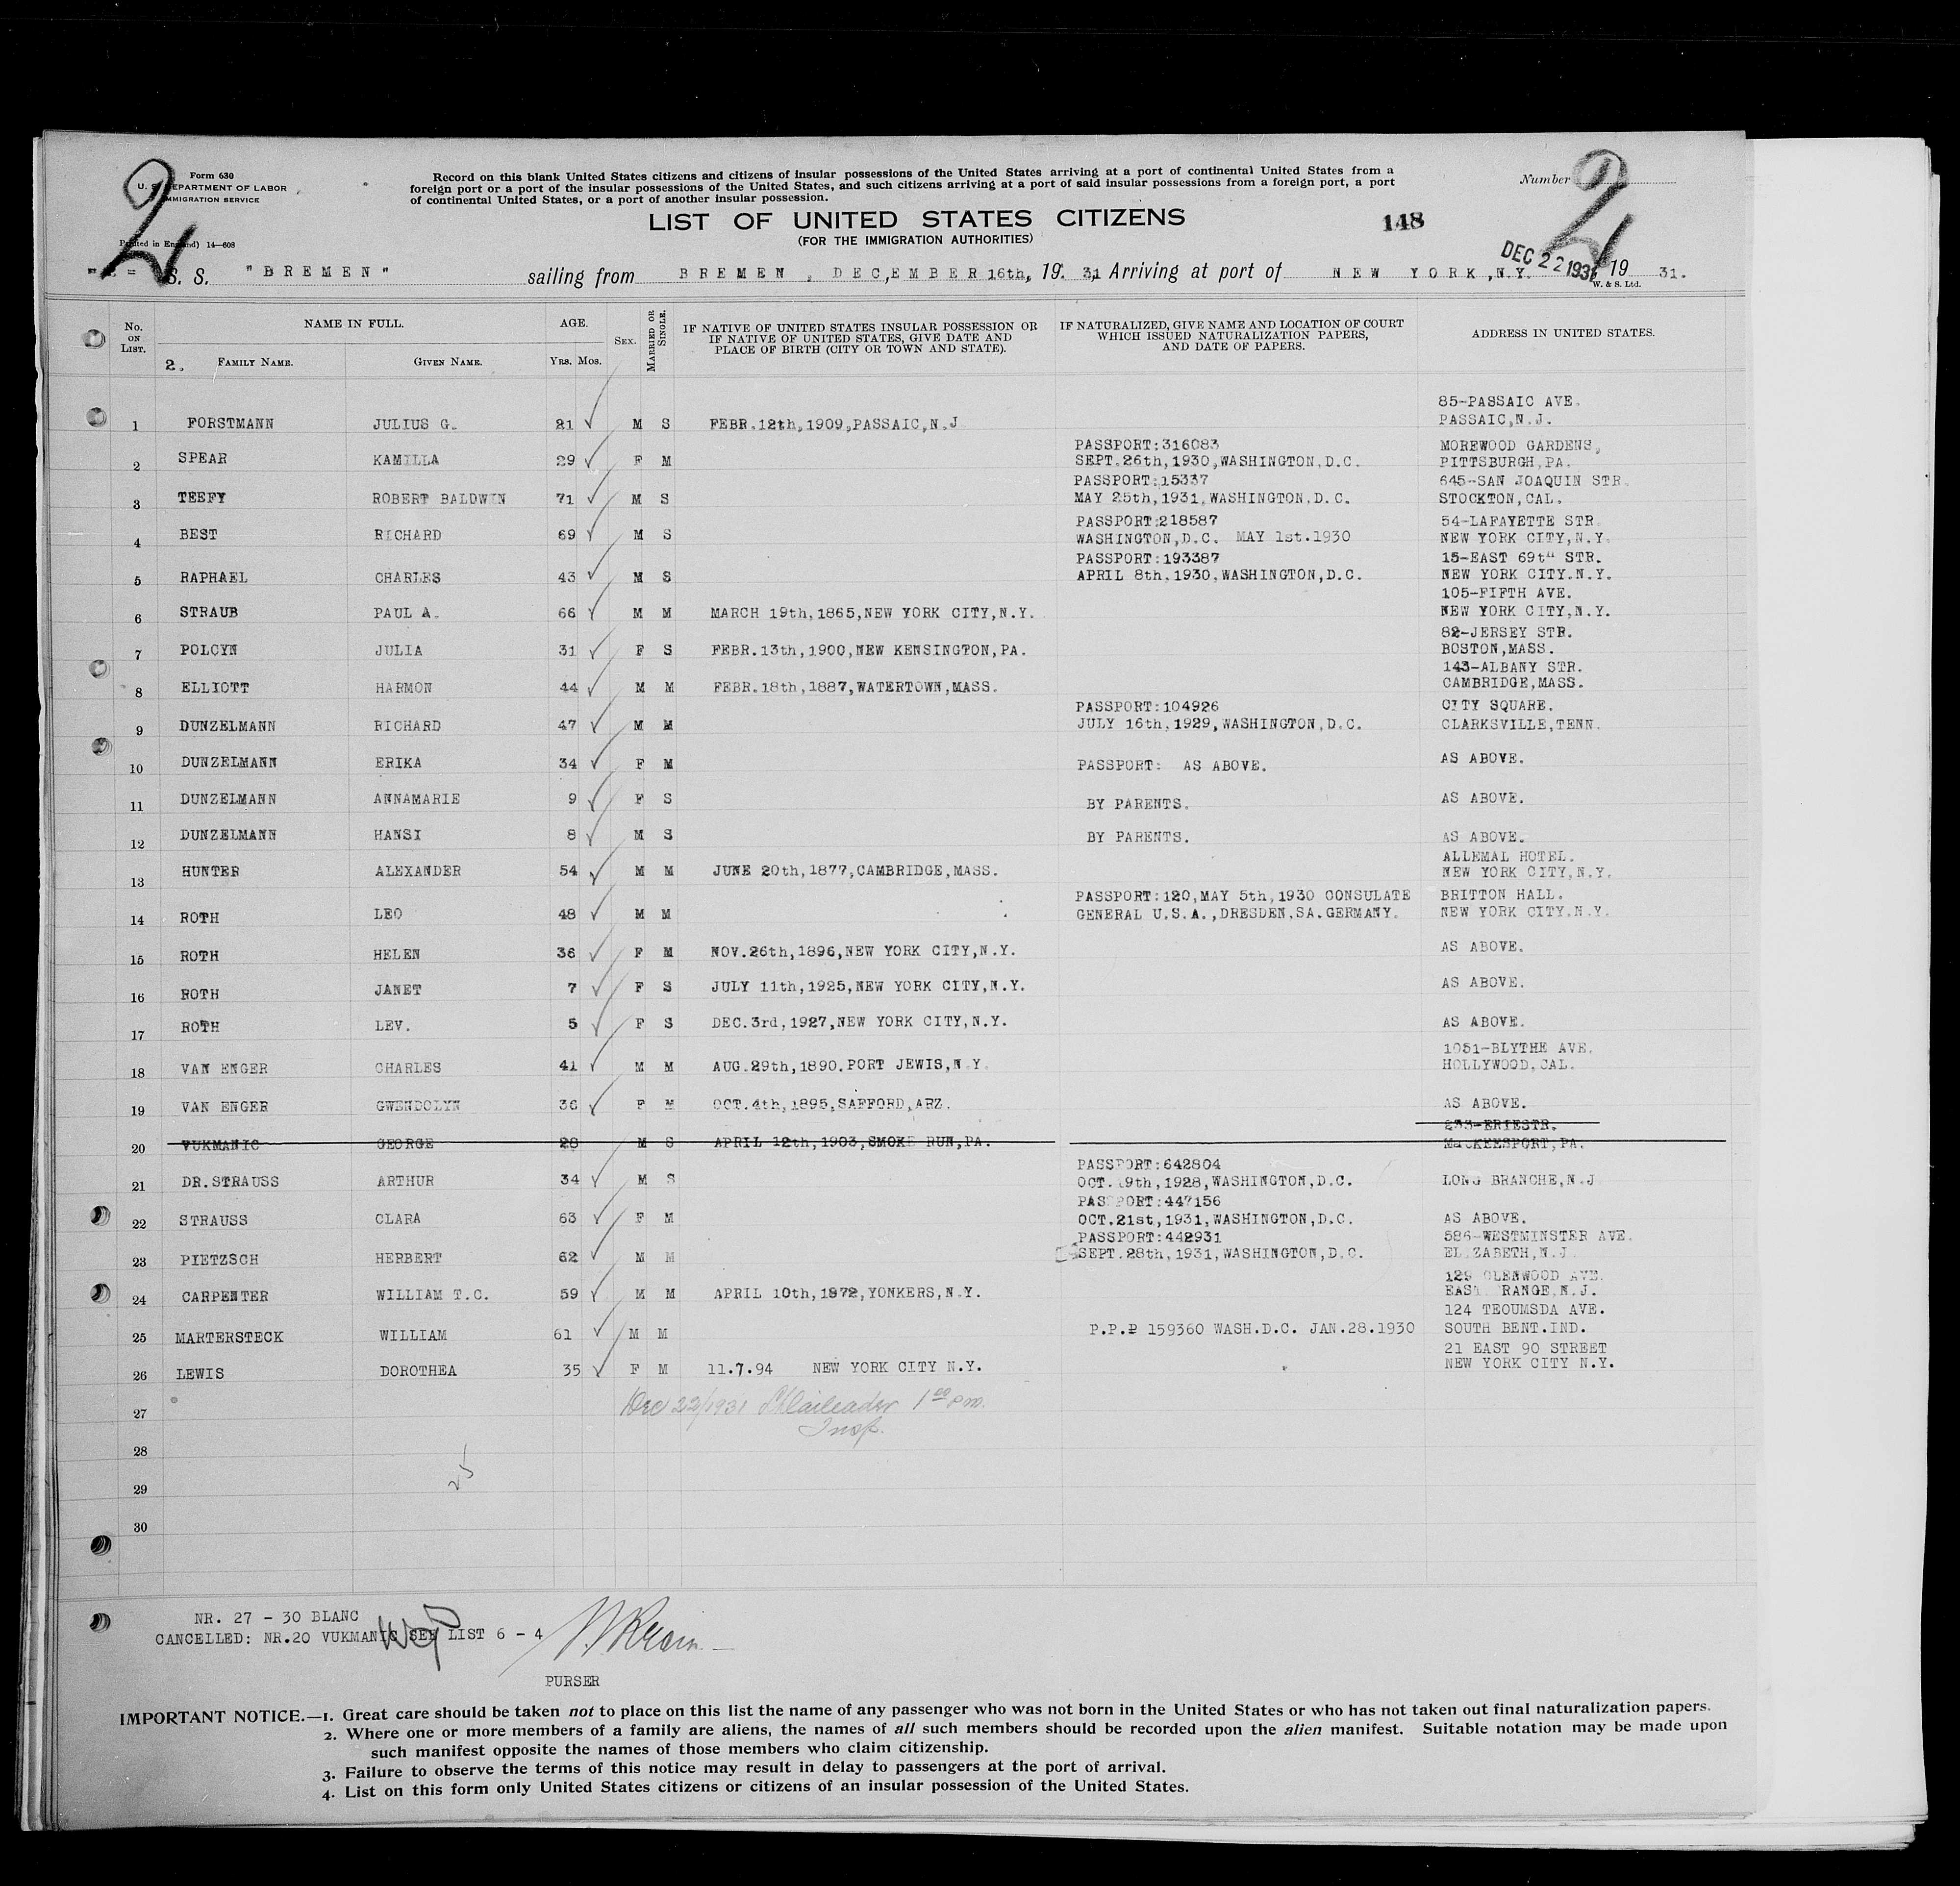 Form 630
U. S. DEPARTMENT OF LABOR
IMMIGRATION SERVICE
(Printed in England) 14—608
2
Record on this blank United States citizens and citizens of insular possessions of the United States arriving at a port of continental United States from a
foreign port or a port of the insular possessions of the United States, and such citizens arriving at a port of said insular possessions from a foreign port, a port
of continental United States, or a port of another insular possession.
Number
LIST OF UNITED STATES CITIZENS
(FOR THE IMMIGRATION AUTHORITIES)
148
S. S. "BREMEN" sailing from BREMEN, DECEMBER 16th, 19 31, Arriving at port of NEW YORK, N.Y. DEC 22 1931 19 31.
W. & S. Ltd.
No. ON LIST. NAME IN FULL. AGE. SEX. MARRIED OR SINGLE. IF NATIVE OF UNITED STATES INSULAR POSSESSION OR IF NATIVE OF UNITED STATES, GIVE DATE AND PLACE OF BIRTH (CITY OR TOWN AND STATE). IF NATURALIZED, GIVE NAME AND LOCATION OF COURT WHICH ISSUED NATURALIZATION PAPERS, AND DATE OF PAPERS. ADDRESS IN UNITED STATES.
2. FAMILY NAME. GIVEN NAME. YRS. MOS.
85-PASSAIC AVE.
1 FORSTMANN JULIUS G. 21 M S FEBR.12th,1909,PASSAIC,N.J PASSAIC,N.J.
PASSPORT:316083 MOREWOOD GARDENS,
2 SPEAR KAMILLA 29 F M SEPT.26th,1930,WASHINGTON,D.C. PITTSBURGH,PA.
PASSPORT:15337 645-SAN JOAQUIN STR.
3 TEEFY ROBERT BALDWIN 71 M S MAY 25th,1931,WASHINGTON.D.C. STOCKTON,CAL.
PASSPORT:218587 54-LAFAYETTE STR.
4 BEST RICHARD 69 M S WASHINGTON,D.C. MAY 1st.1930 NEW YORK CITY,N.Y.
PASSPORT:193387 15-EAST 69th STR.
5 RAPHAEL CHARLES 43 M S APRIL 8th,1930,WASHINGTON,D.C. NEW YORK CITY.N.Y.
105-FIFTH AVE.
6 STRAUB PAUL A. 66 M M MARCH 19th,1865,NEW YORK CITY,N.Y. NEW YORK CITY,N.Y.
82-JERSEY STR.
7 POLCYN JULIA 31 F S FEBR.13th,1900,NEW KENSINGTON,PA. BOSTON,MASS.
143-ALBANY STR.
8 ELLIOTT HARMON 44 M M FEBR.18th,1887,WATERTOWN,MASS. CAMBRIDGE,MASS.
PASSPORT:104926 CITY SQUARE.
9 DUNZELMANN RICHARD 47 M M JULY 16th,1929,WASHINGTON,D.C. CLARKSVILLE,TENN.
10 DUNZELMANN ERIKA 34 F M PASSPORT: AS ABOVE. AS ABOVE.
11 DUNZELMANN ANNAMARIE 9 F S BY PARENTS. AS ABOVE.
12 DUNZELMANN HANSI 8 M S BY PARENTS. AS ABOVE.
ALLEMAL HOTEL.
13 HUNTER ALEXANDER 54 M M JUNE 20th,1877,CAMBRIDGE,MASS. NEW YORK CITY,N.Y.
PASSPORT:120,MAY 5th,1930 CONSULATE BRITTON HALL.
14 ROTH LEO 48 M M GENERAL U.S.A.,DRESDEN,SA.GERMANY. NEW YORK CITY.N.Y.
15 ROTH HELEN 36 F M NOV.26th,1896,NEW YORK CITY,N.Y. AS ABOVE.
16 ROTH JANET 7 F S JULY 11th,1925,NEW YORK CITY,N.Y. AS ABOVE.
17 ROTH LEV. 5 F S DEC.3rd,1927,NEW YORK CITY,N.Y. AS ABOVE.
1051-BLYTHE AVE.
18 VAN ENGER CHARLES 41 M M AUG.29th,1890.PORT JEWIS,N.Y. HOLLYWOOD,CAL.
19 VAN ENGER GWENDOLYN 36 F M OCT.4th,1895,SAFFORD,ARZ. AS ABOVE.
233-ERIESTR.
20 VUKMANIC GEORGE 28 M S APRIL 12th,1903,SMOKE RUN,PA. MacKEESPORT,PA.
PASSPORT:642804
21 DR.STRAUSS ARTHUR 34 M S OCT.19th,1928,WASHINGTON,D.C. LONG BRANCHE,N.J
PASSPORT:447156
22 STRAUSS CLARA 63 F M OCT.21st,1931,WASHINGTON,D.C. AS ABOVE.
PASSPORT:442931 586-WESTMINSTER AVE.
23 PIETZSCH HERBERT 62 M M SEPT.28th,1931,WASHINGTON,D.C. ELIZABETH,N.J
129 GLENWOOD AVE.
24 CARPENTER WILLIAM T.C. 59 M M APRIL 10th,1872,YONKERS,N.Y. EAST RANGE,N.J.
124 TEOUMSDA AVE.
25 MARTERSTECK WILLIAM 61 M M P.P.P 159360 WASH.D.C. JAN.28.1930 SOUTH BENT.IND.
21 EAST 90 STREET
26 LEWIS DOROTHEA 35 F M 11.7.94 NEW YORK CITY N.Y. NEW YORK CITY N.Y.
27 Dec 22/1931 1 00 pm.
Insp.
28
25
29
30
NR. 27 - 30 BLANC
CANCELLED: NR.20 VUKMANIC SEE LIST 6 - 4
PURSER
IMPORTANT NOTICE.—1. Great care should be taken not to place on this list the name of any passenger who was not born in the United States or who has not taken out final naturalization papers.
2. Where one or more members of a family are aliens, the names of all such members should be recorded upon the alien manifest. Suitable notation may be made upon
such manifest opposite the names of those members who claim citizenship.
3. Failure to observe the terms of this notice may result in delay to passengers at the port of arrival.
4. List on this form only United States citizens or citizens of an insular possession of the United States.